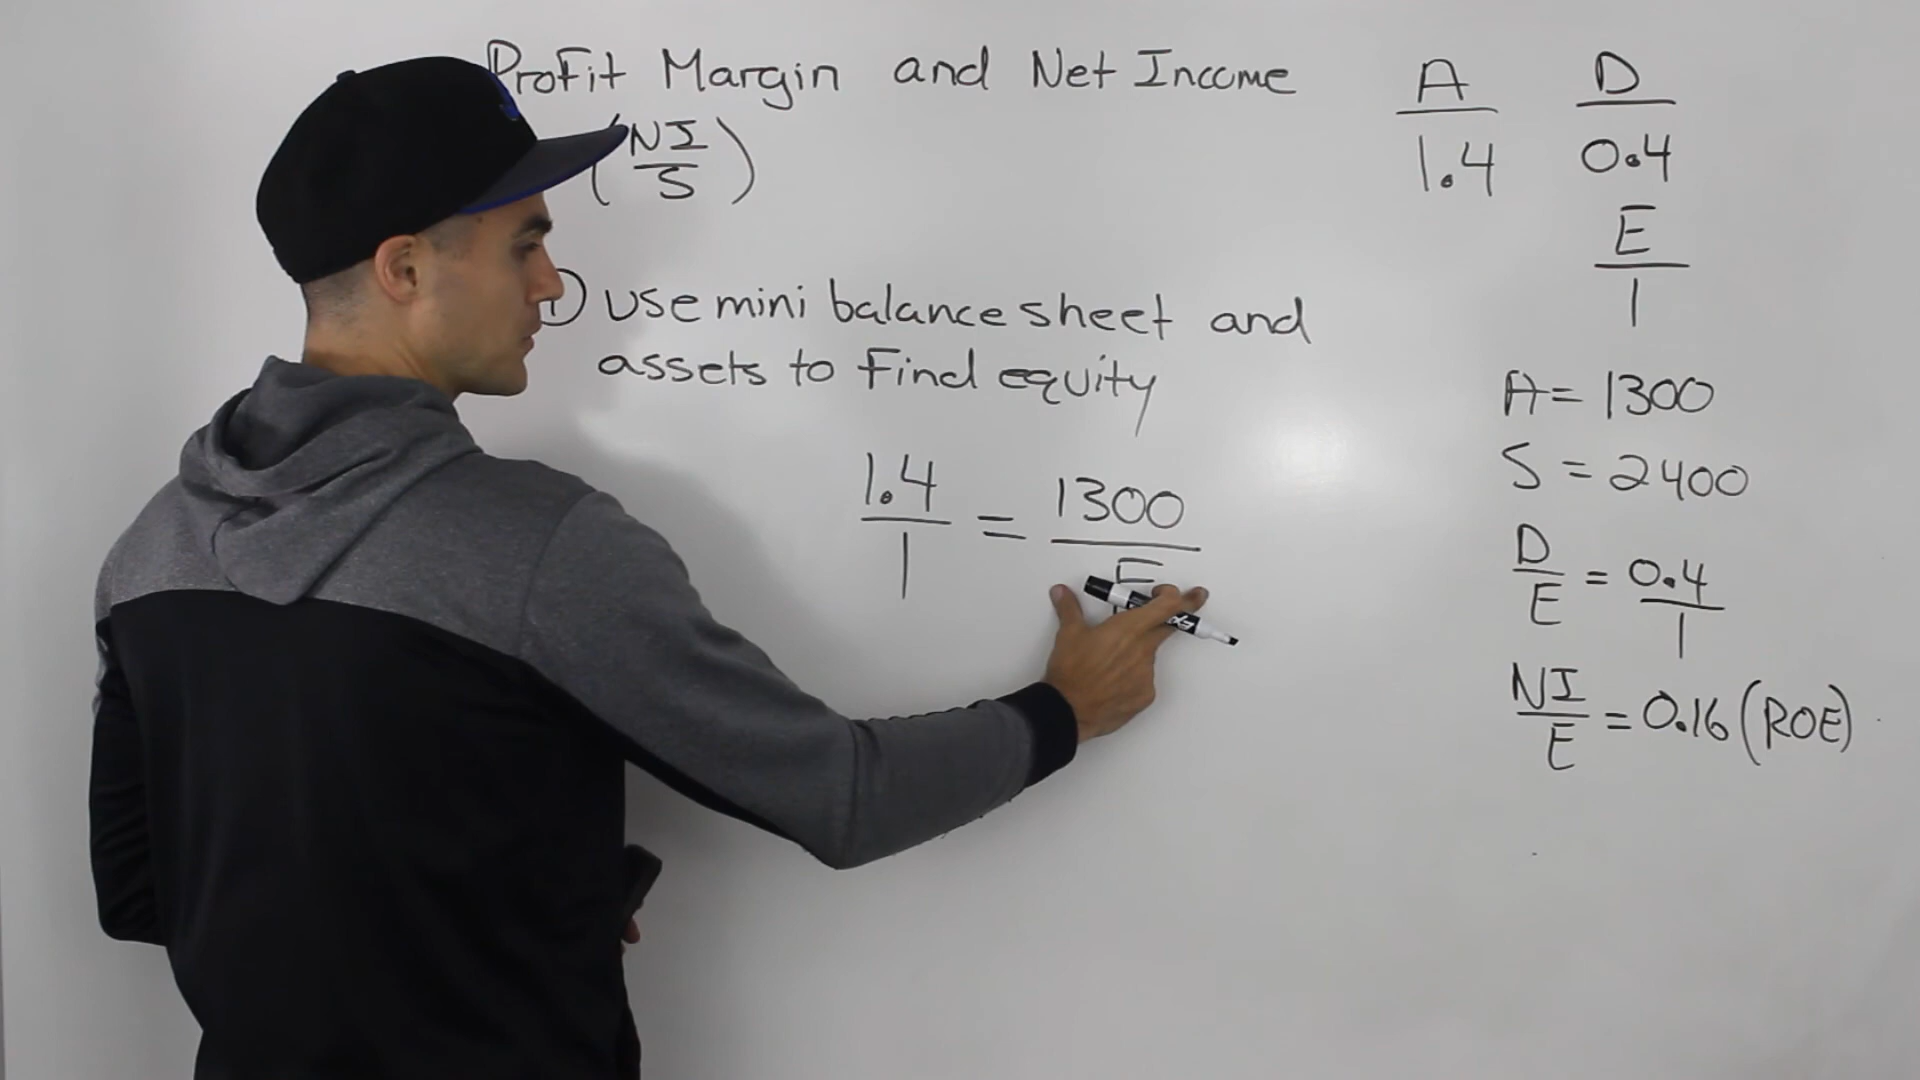 Profit Margin and Net Income
(NI/S)
① Use mini balance sheet and
assets to find equity
1.4/1 = 1300/E
A D
1.4 0.4
E
1
A = 1300
S = 2400
D/E = 0.4/1
NI/E = 0.16 (ROE)
Exp